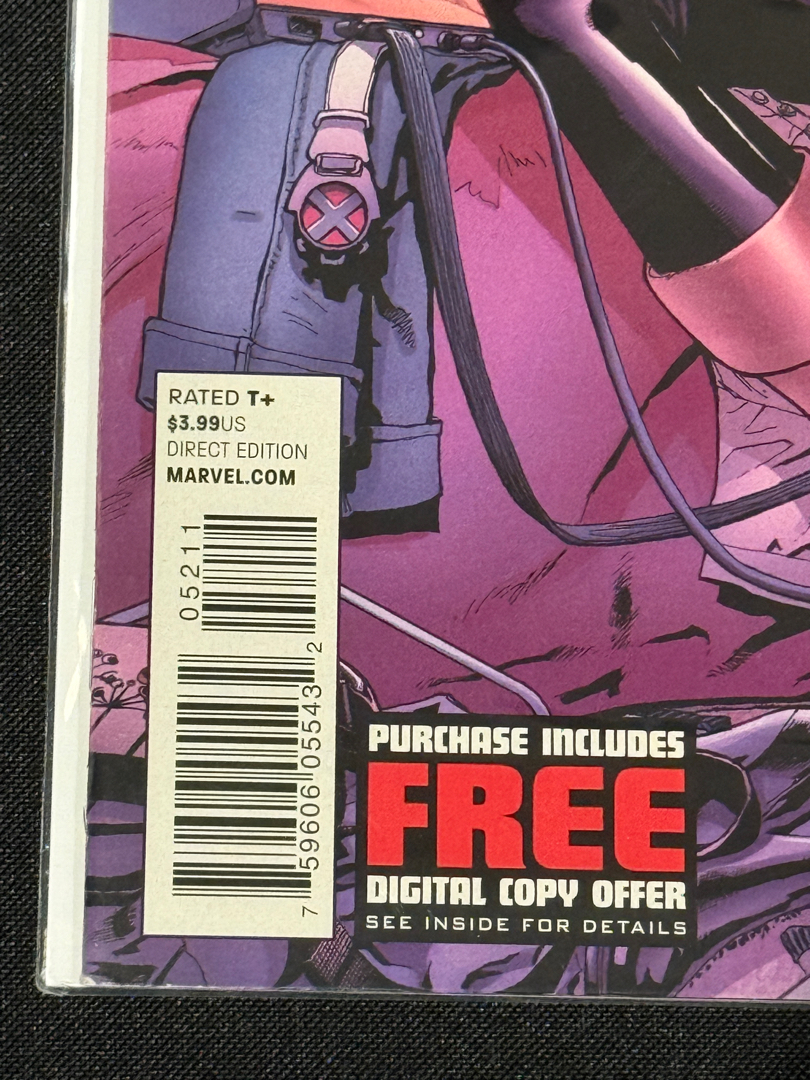 RATED T+
$3.99US
DIRECT EDITION
MARVEL.COM
05211
7 59606 05543 2
PURCHASE INCLUDES
FREE
DIGITAL COPY OFFER
SEE INSIDE FOR DETAILS